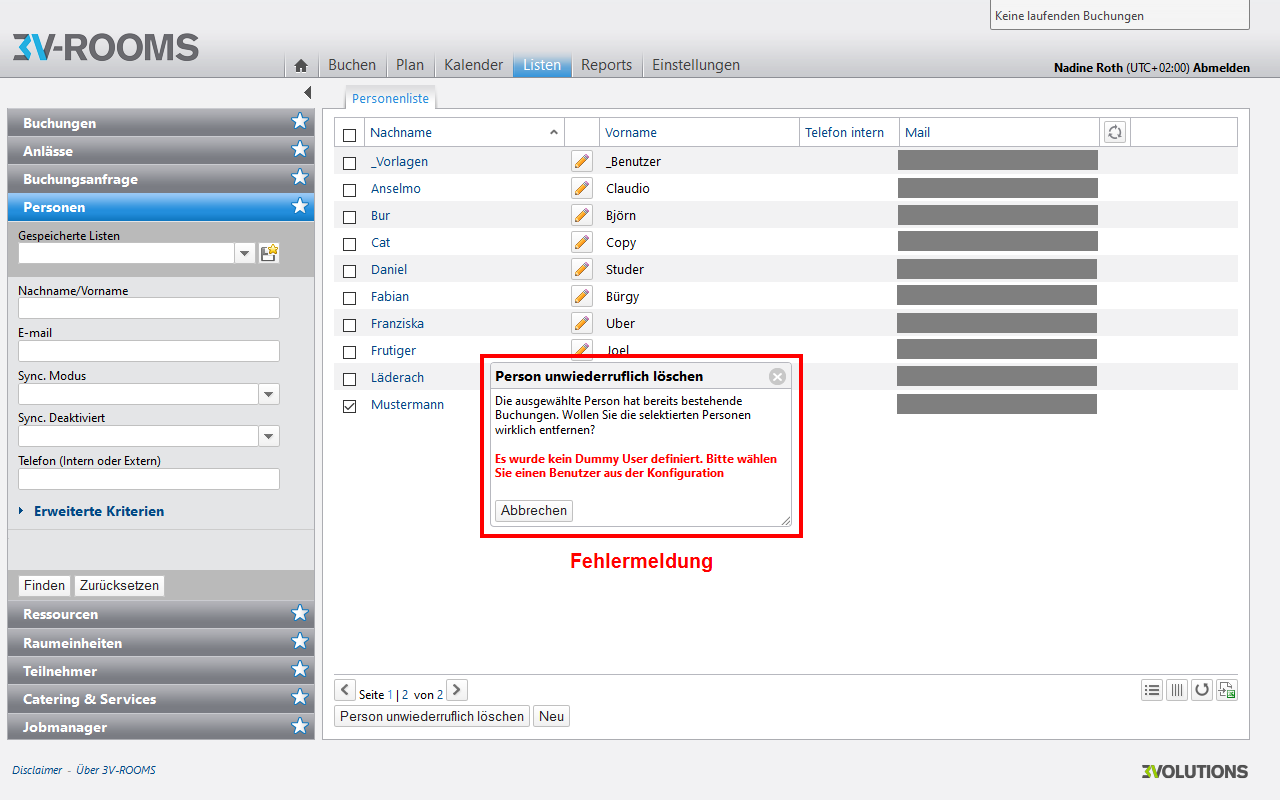 Keine laufenden Buchungen
3V-ROOMS
Buchen Plan Kalender Listen Reports Einstellungen
Nadine Roth (UTC+02:00) Abmelden
Personenliste
Buchungen
Anlässe
Buchungsanfrage
Personen
Gespeicherte Listen
Nachname/Vorname
E-mail
Sync. Modus
Sync. Deaktiviert
Telefon (Intern oder Extern)
Erweiterte Kriterien
Finden Zurücksetzen
Ressourcen
Raumeinheiten
Teilnehmer
Catering & Services
Jobmanager
Nachname Vorname Telefon intern Mail
_Vorlagen _Benutzer
Anselmo Claudio
Bur Björn
Cat Copy
Daniel Studer
Fabian Bürgy
Franziska Uber
Frutiger Joel
Läderach
Mustermann
Person unwiederruflich löschen
Die ausgewählte Person hat bereits bestehende
Buchungen. Wollen Sie die selektierten Personen
wirklich entfernen?
Es wurde kein Dummy User definiert. Bitte wählen
Sie einen Benutzer aus der Konfiguration
Abbrechen
Fehlermeldung
Seite 1 | 2 von 2
Person unwiederruflich löschen Neu
Disclaimer - Über 3V-ROOMS
3VOLUTIONS